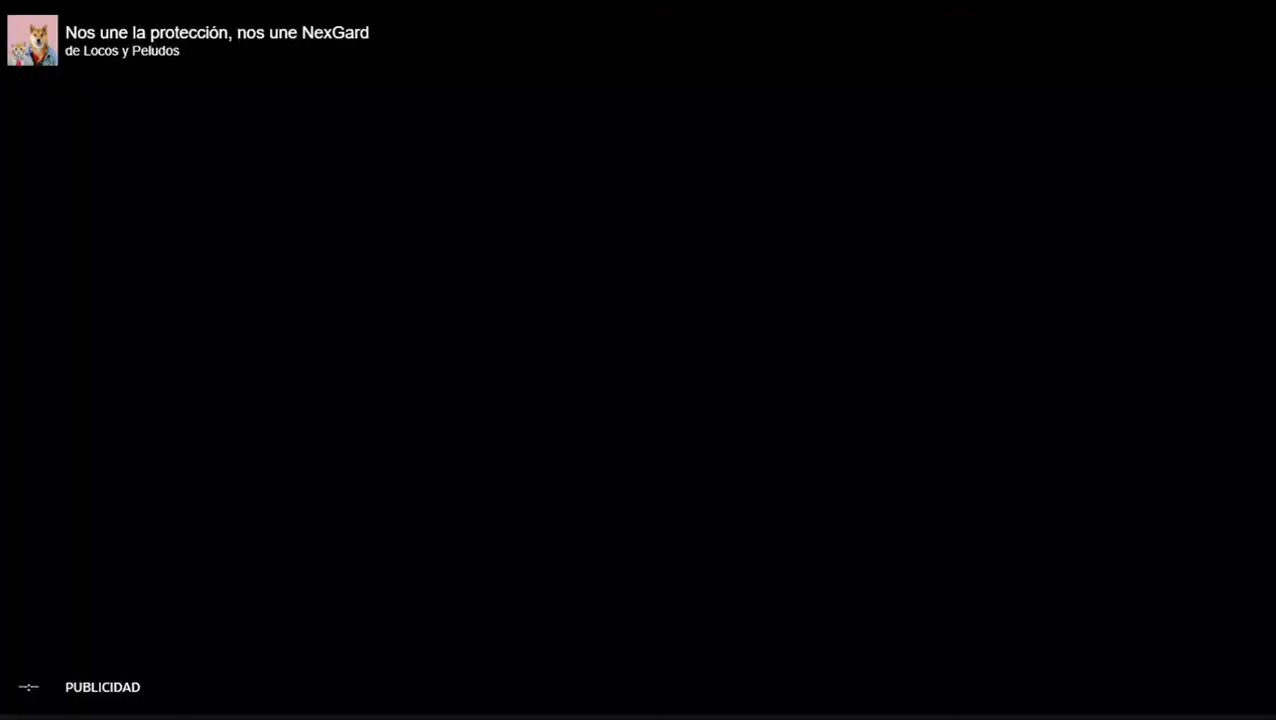 Nos une la protección, nos une NexGard
de Locos y Peludos
PUBLICIDAD